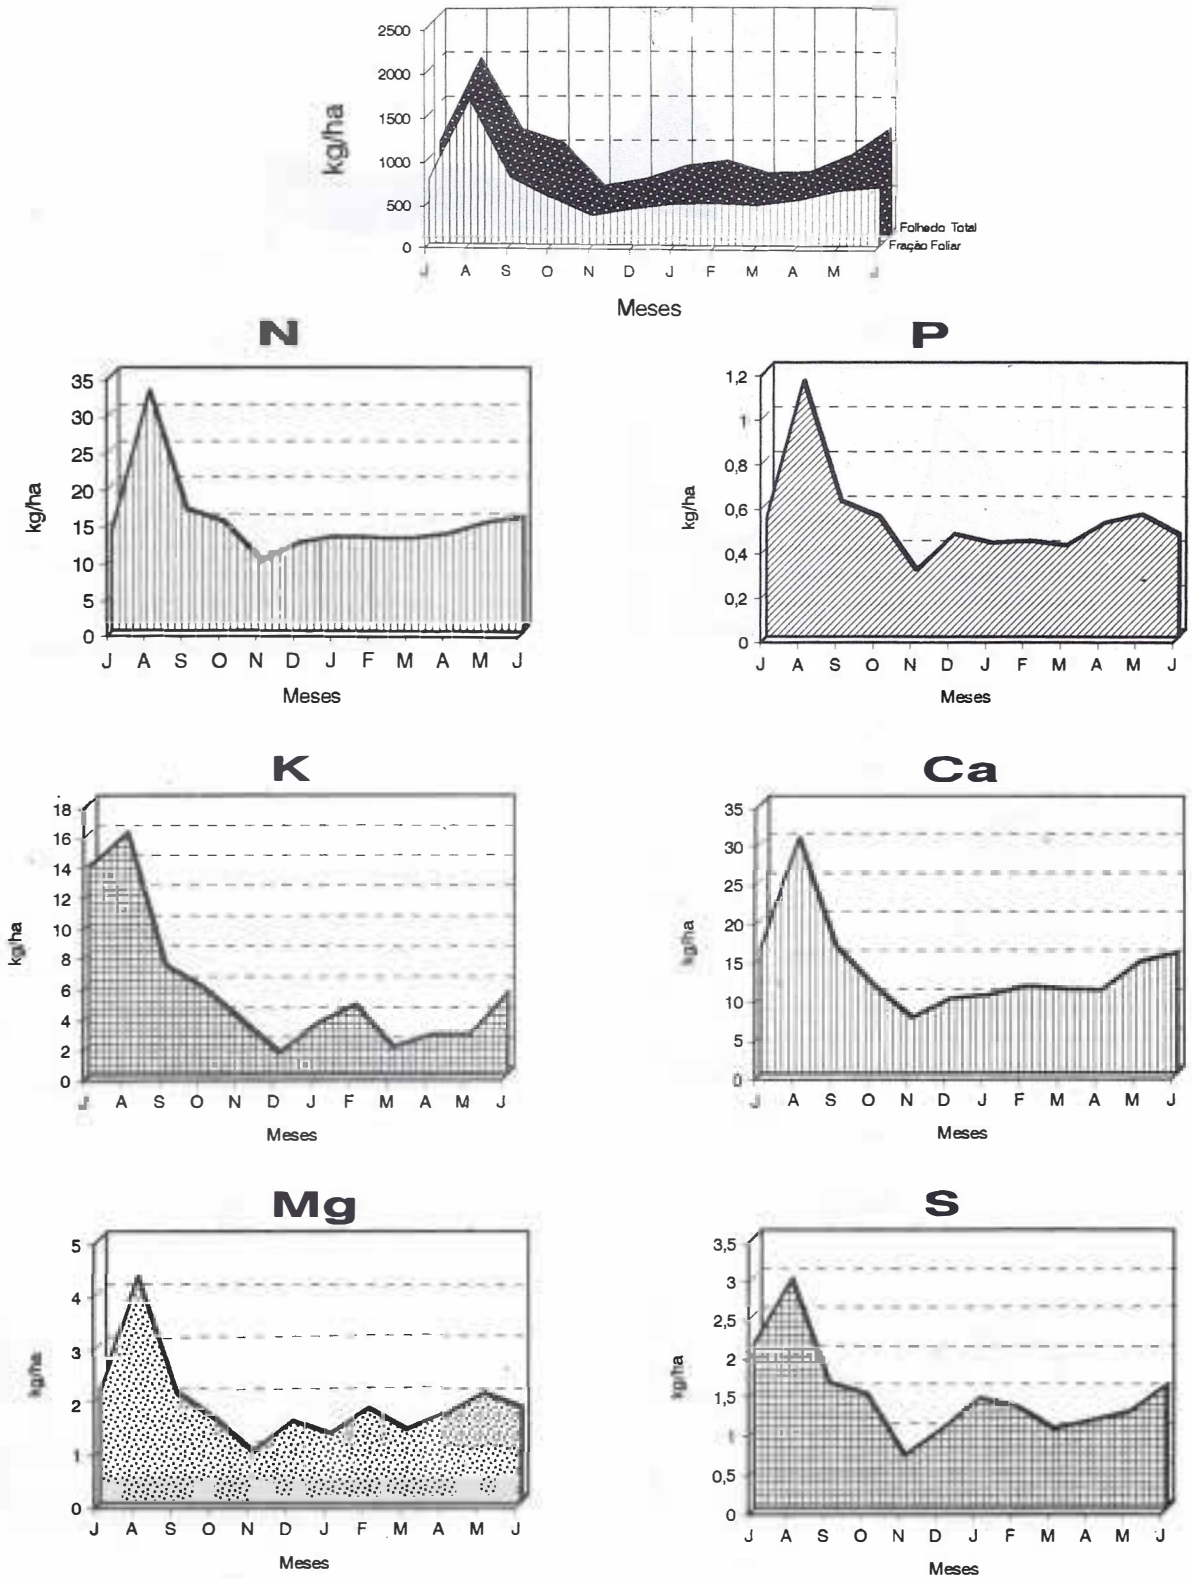 2500
2000
1500
1000
500
0
kg/ha
J A S O N D J F M A M J
Folhedo Total
Fração Foliar
Meses
N
35
30
25
20
15
10
5
0
kg/ha
J A S O N D J F M A M J
Meses
P
1,2
1
0,8
0,6
0,4
0,2
0
kg/ha
J A S O N D J F M A M J
Meses
K
18
16
14
12
10
8
6
4
2
0
kg/ha
J A S O N D J F M A M J
Meses
Ca
35
30
25
20
15
10
5
0
kg/ha
J A S O N D J F M A M J
Meses
Mg
5
4
3
2
1
0
kg/ha
J A S O N D J F M A M J
Meses
S
3,5
3
2,5
2
1,5
1
0,5
0
kg/ha
J A S O N D J F M A M J
Meses